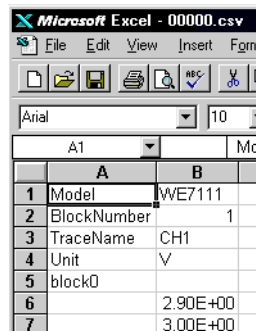 Microsoft Excel - 00000.csv
File Edit View Insert
Arial 10
A1
A B
1 Model WE7111
2 BlockNumber 1
3 TraceName CH1
4 Unit V
5 block0
6 2.90E+00
7 3.00E+00